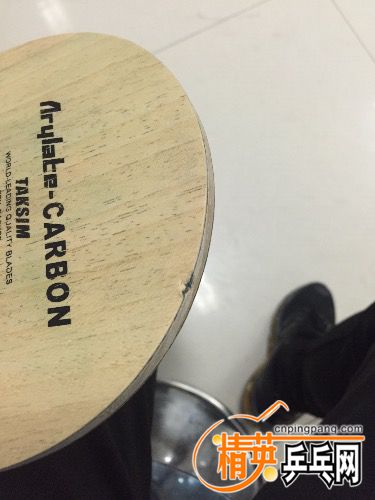 Arylate-CARBON
TAKSIM
WORLD-LEADING QUALITY BLADES
cnpingpang.com
精英乒乓网